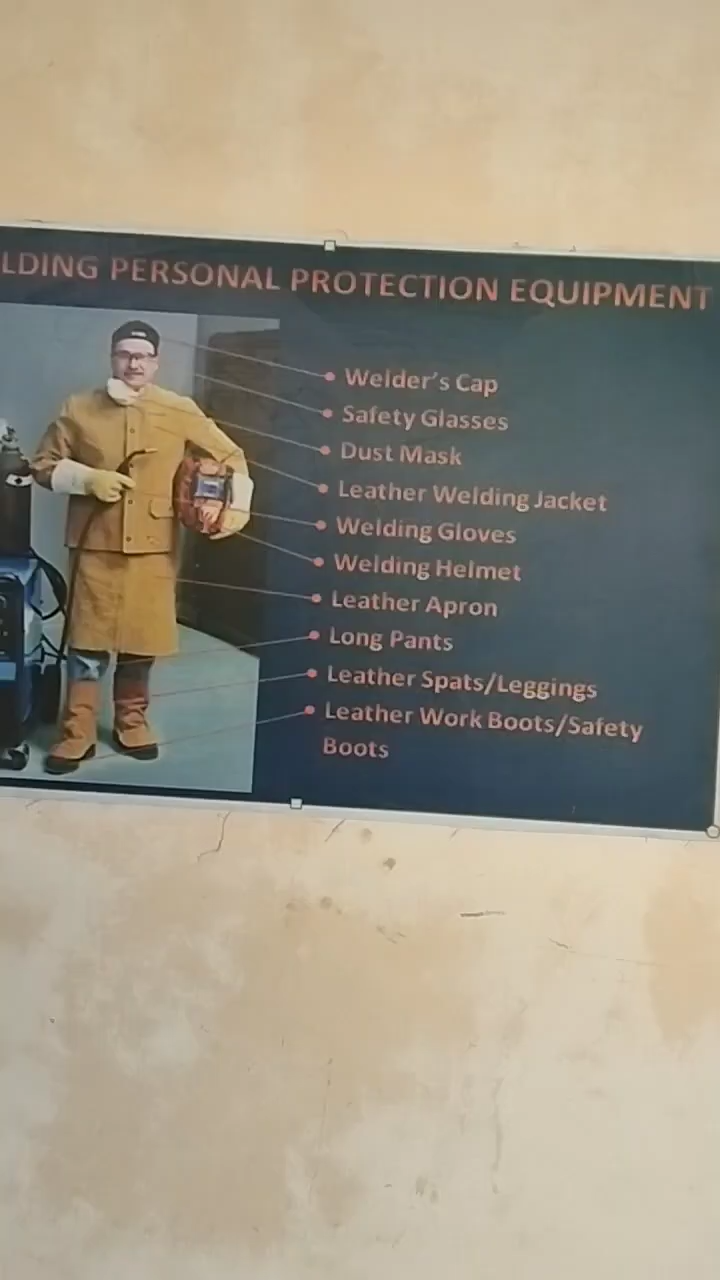 LDING PERSONAL PROTECTION EQUIPMENT
Welder's Cap
Safety Glasses
Dust Mask
Leather Welding Jacket
Welding Gloves
Welding Helmet
Leather Apron
Long Pants
Leather Spats/Leggings
Leather Work Boots/Safety
Boots